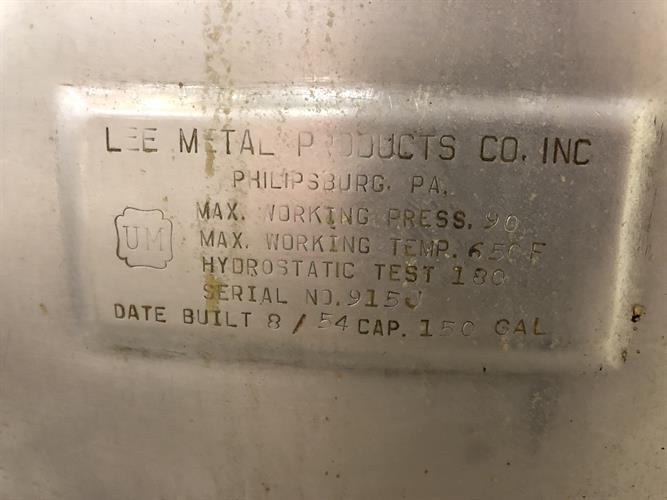 LEE METAL PRODUCTS CO. INC
PHILIPSBURG, PA.
UM
MAX. WORKING PRESS. 90
MAX. WORKING TEMP. 650F
HYDROSTATIC TEST 180
SERIAL NO.
DATE BUILT 8 / 54 CAP. 150 GAL